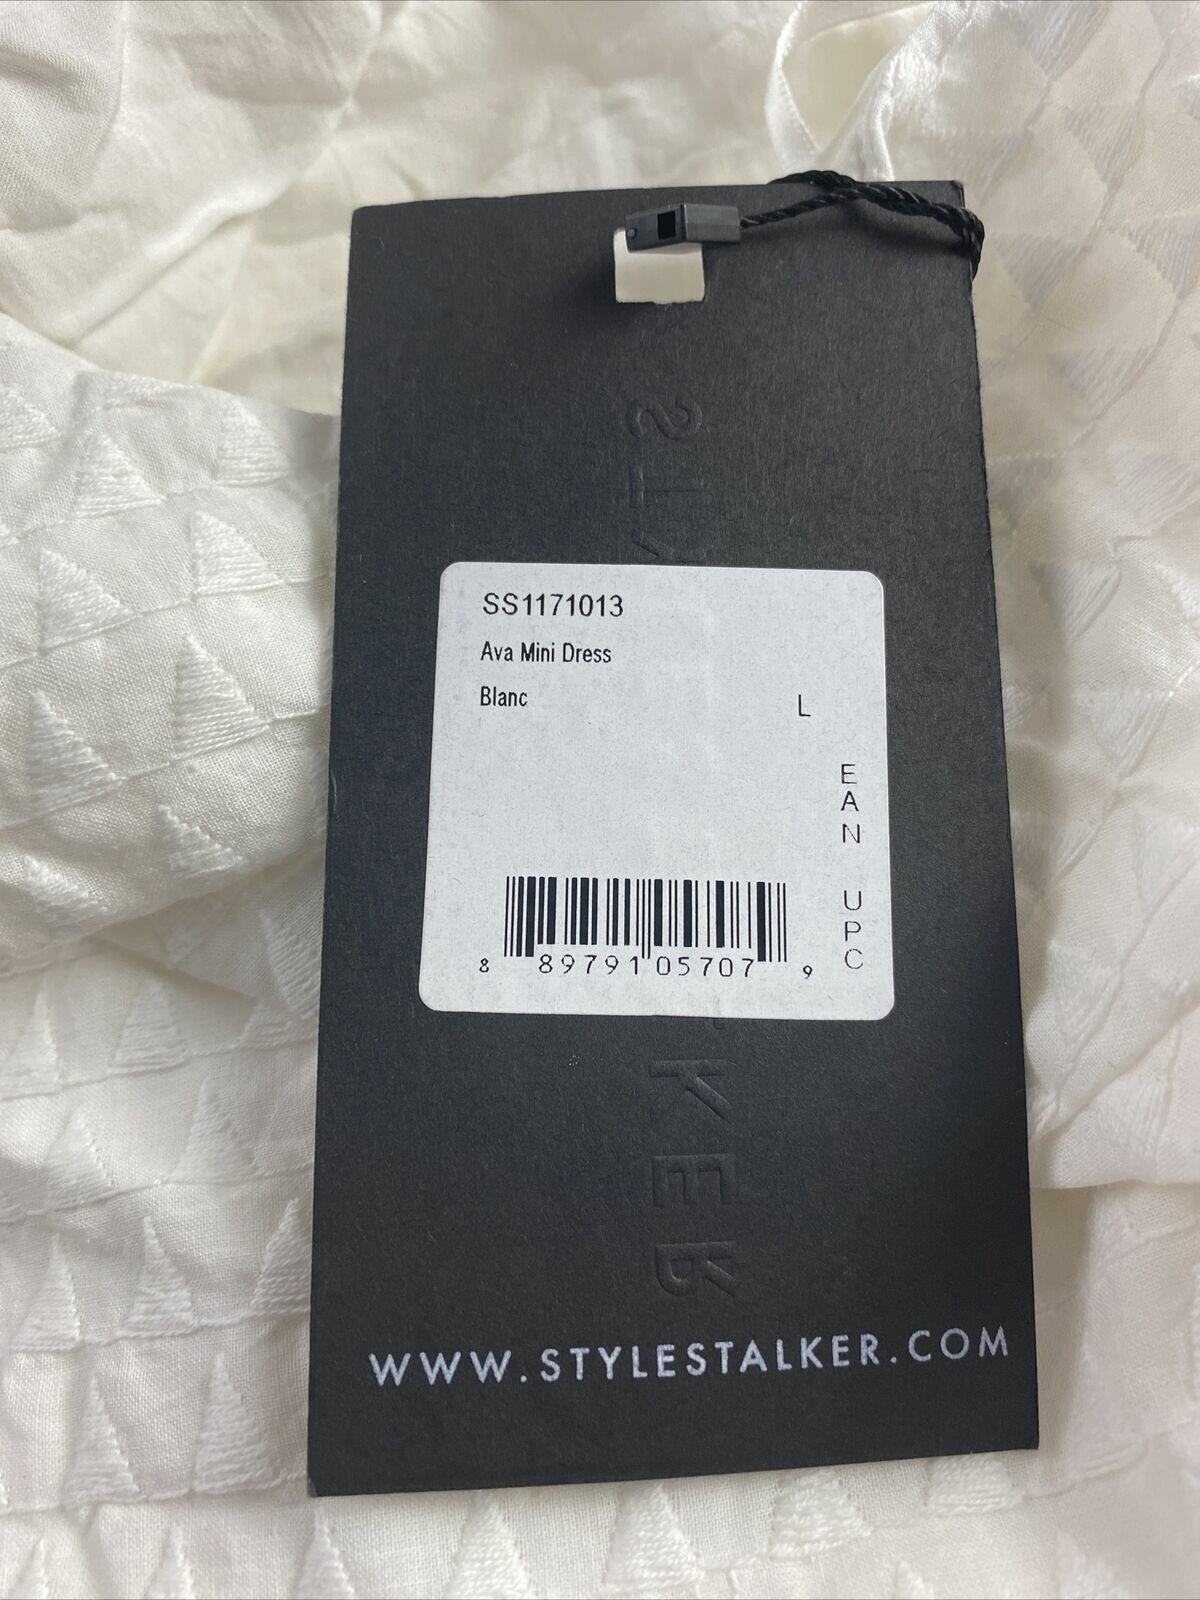 SS1171013
Ava Mini Dress
Blanc
L
EAN UPC
8 89791 05707 9
WWW.STYLESTALKER.COM